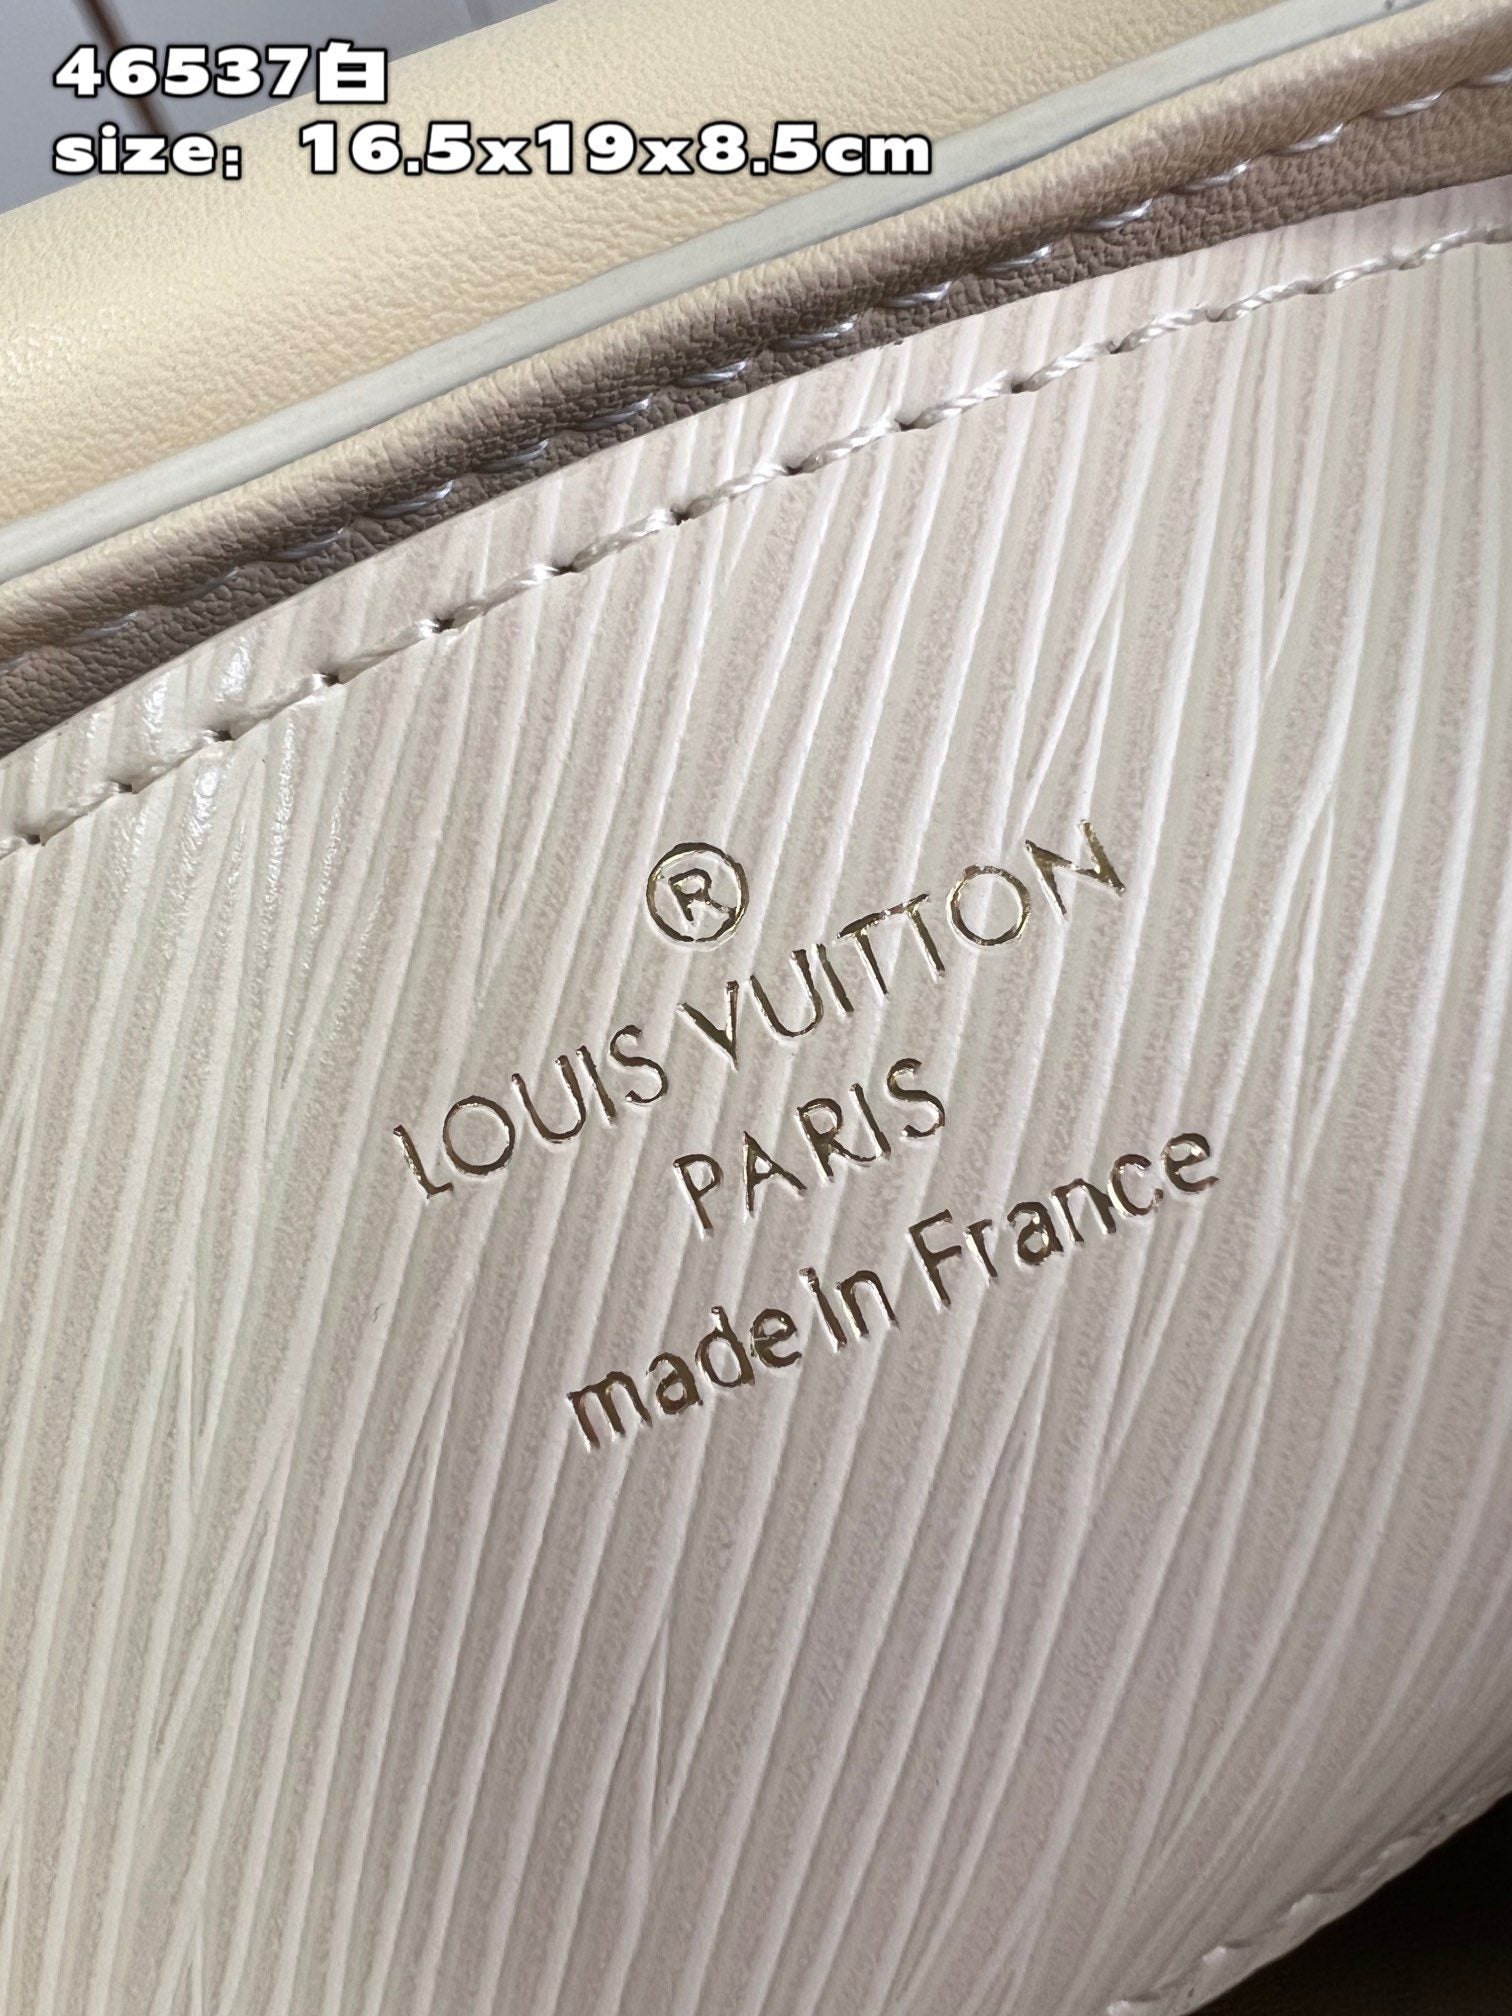 46537白
size：16.5x19x8.5cm
®
LOUIS VUITTON
PARIS
made In France